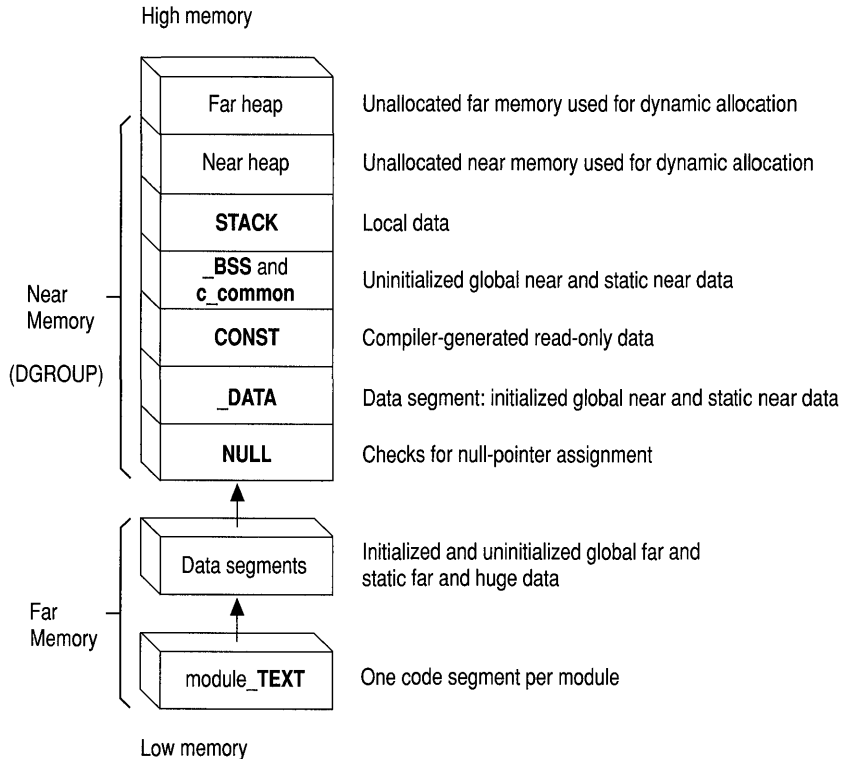 High memory
Far heap
Unallocated far memory used for dynamic allocation
Near heap
Unallocated near memory used for dynamic allocation
STACK
Local data
_BSS and
c_common
Uninitialized global near and static near data
Near
Memory
(DGROUP)
CONST
Compiler-generated read-only data
_DATA
Data segment: initialized global near and static near data
NULL
Checks for null-pointer assignment
Data segments
Initialized and uninitialized global far and
static far and huge data
Far
Memory
module_TEXT
One code segment per module
Low memory